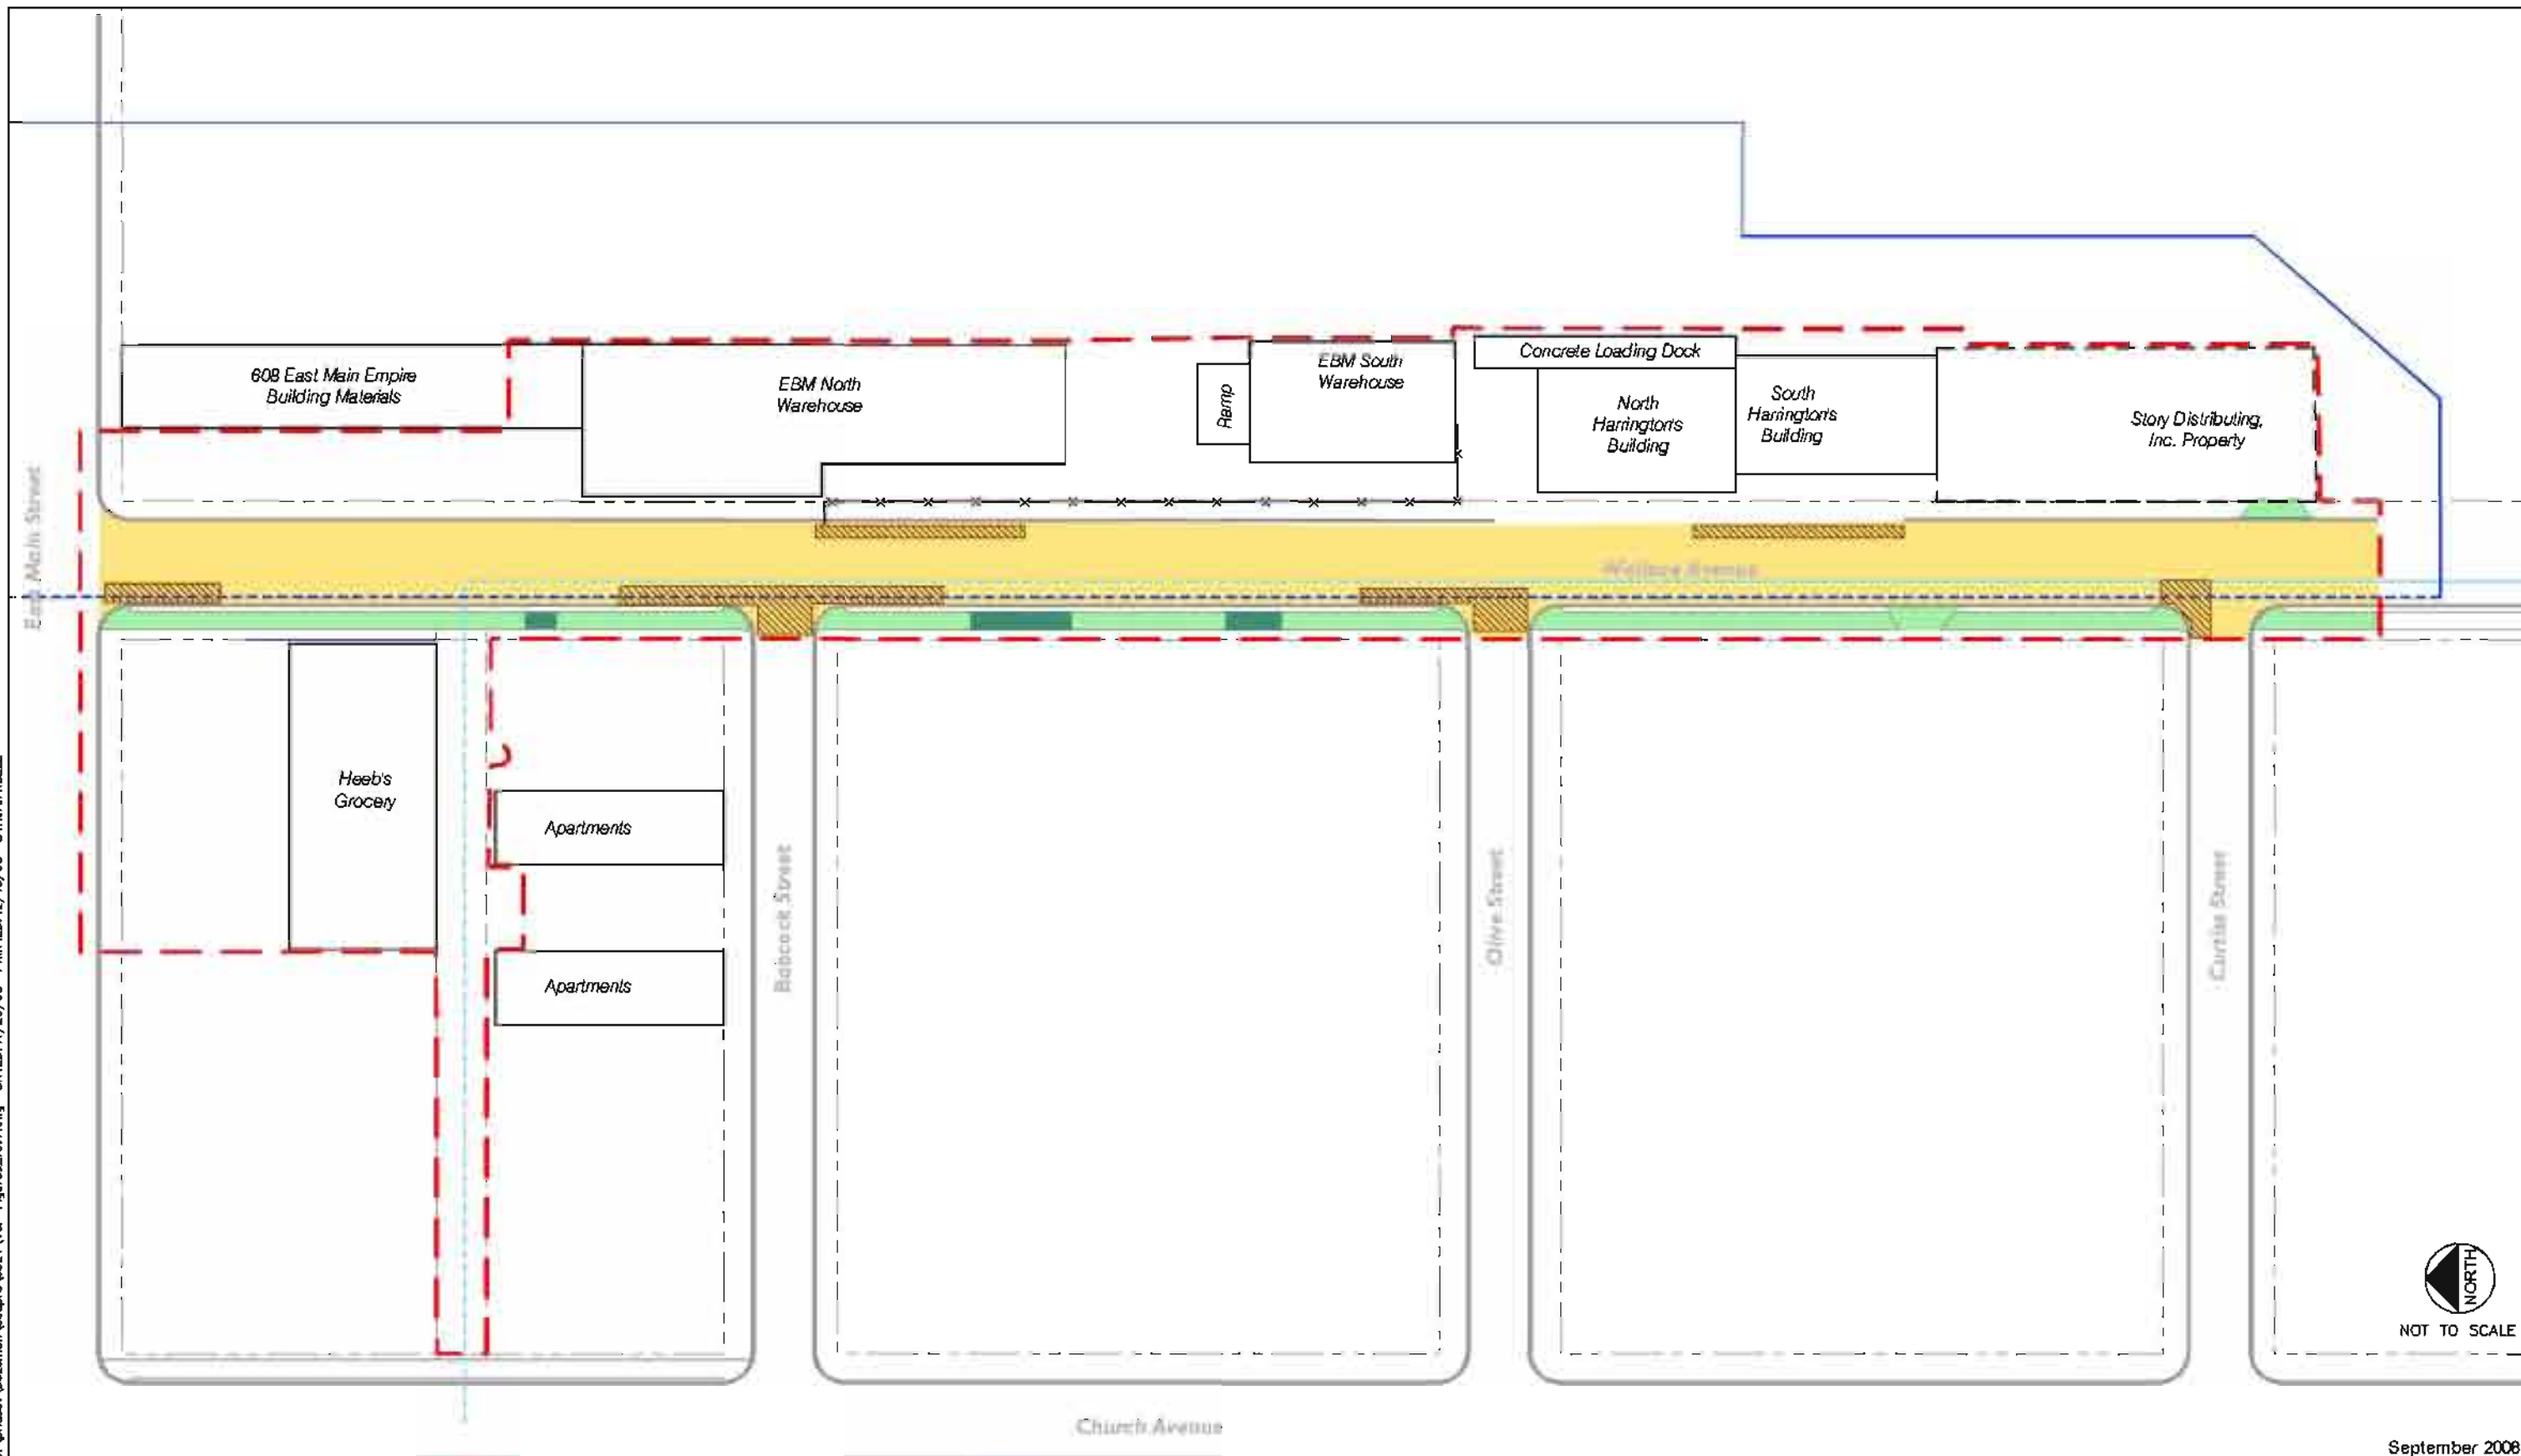 608 East Main Empire
Building Materials
EBM North
Warehouse
Ramp
EBM South
Warehouse
Concrete Loading Dock
North
Harrington's
Building
South
Harrington's
Building
Story Distributing,
Inc. Property
East Main Street
Wallace Avenue
Heeb's
Grocery
Apartments
Apartments
Babcock Street
Olive Street
Curtiss Street
Church Avenue
NORTH
NOT TO SCALE
September 2008